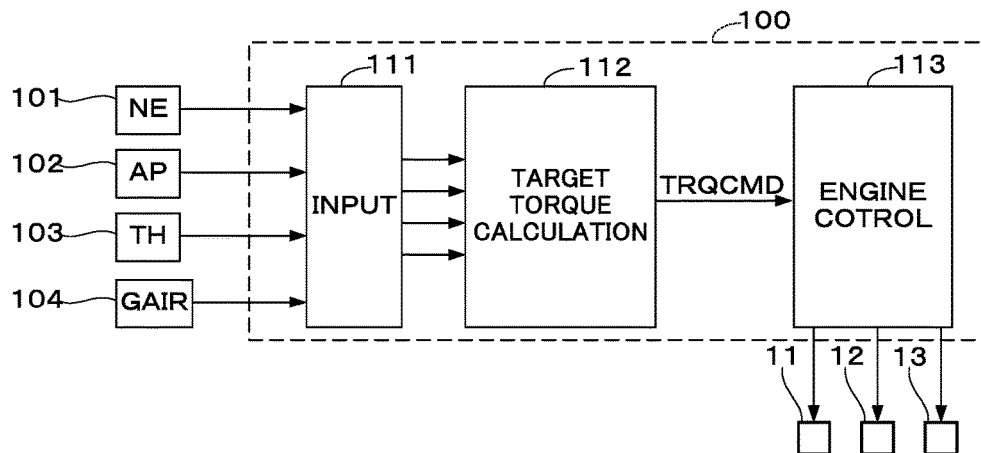 100
111
112
113
101
NE
102
AP
103
TH
104
GAIR
INPUT
TARGET
TORQUE
CALCULATION
TRQCMD
ENGINE
COTROL
11
12
13